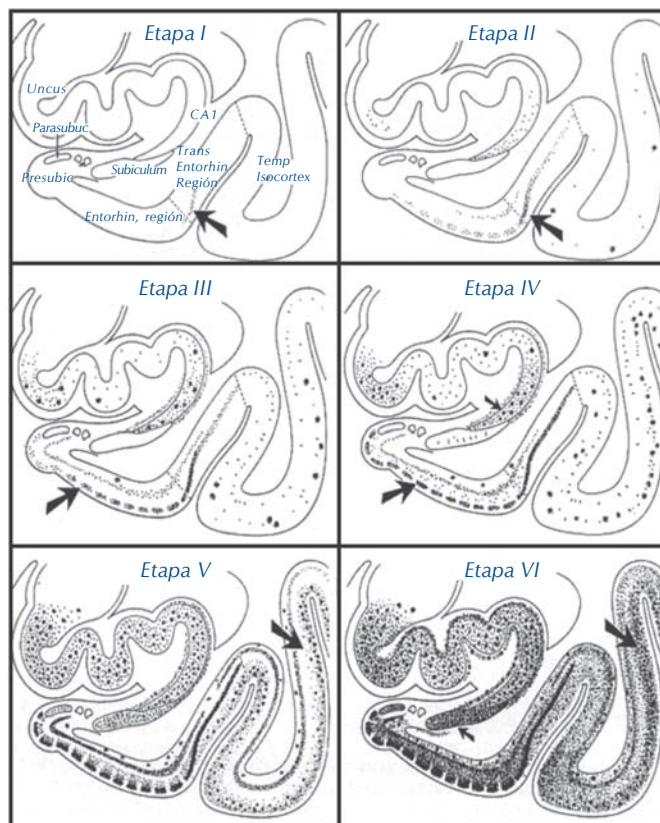 Etapa I
Uncus
CA1
Parasubuc
Presubic
Subiculum
Trans
Entorhin
Región
Temp
Isocortex
Entorhin, región
Etapa II
Etapa III
Etapa IV
Etapa V
Etapa VI